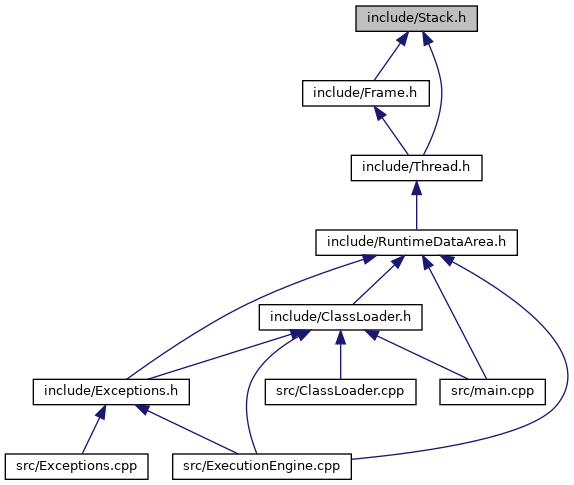 include/Stack.h
include/Frame.h
include/Thread.h
include/RuntimeDataArea.h
include/ClassLoader.h
include/Exceptions.h
src/ClassLoader.cpp
src/main.cpp
src/Exceptions.cpp
src/ExecutionEngine.cpp